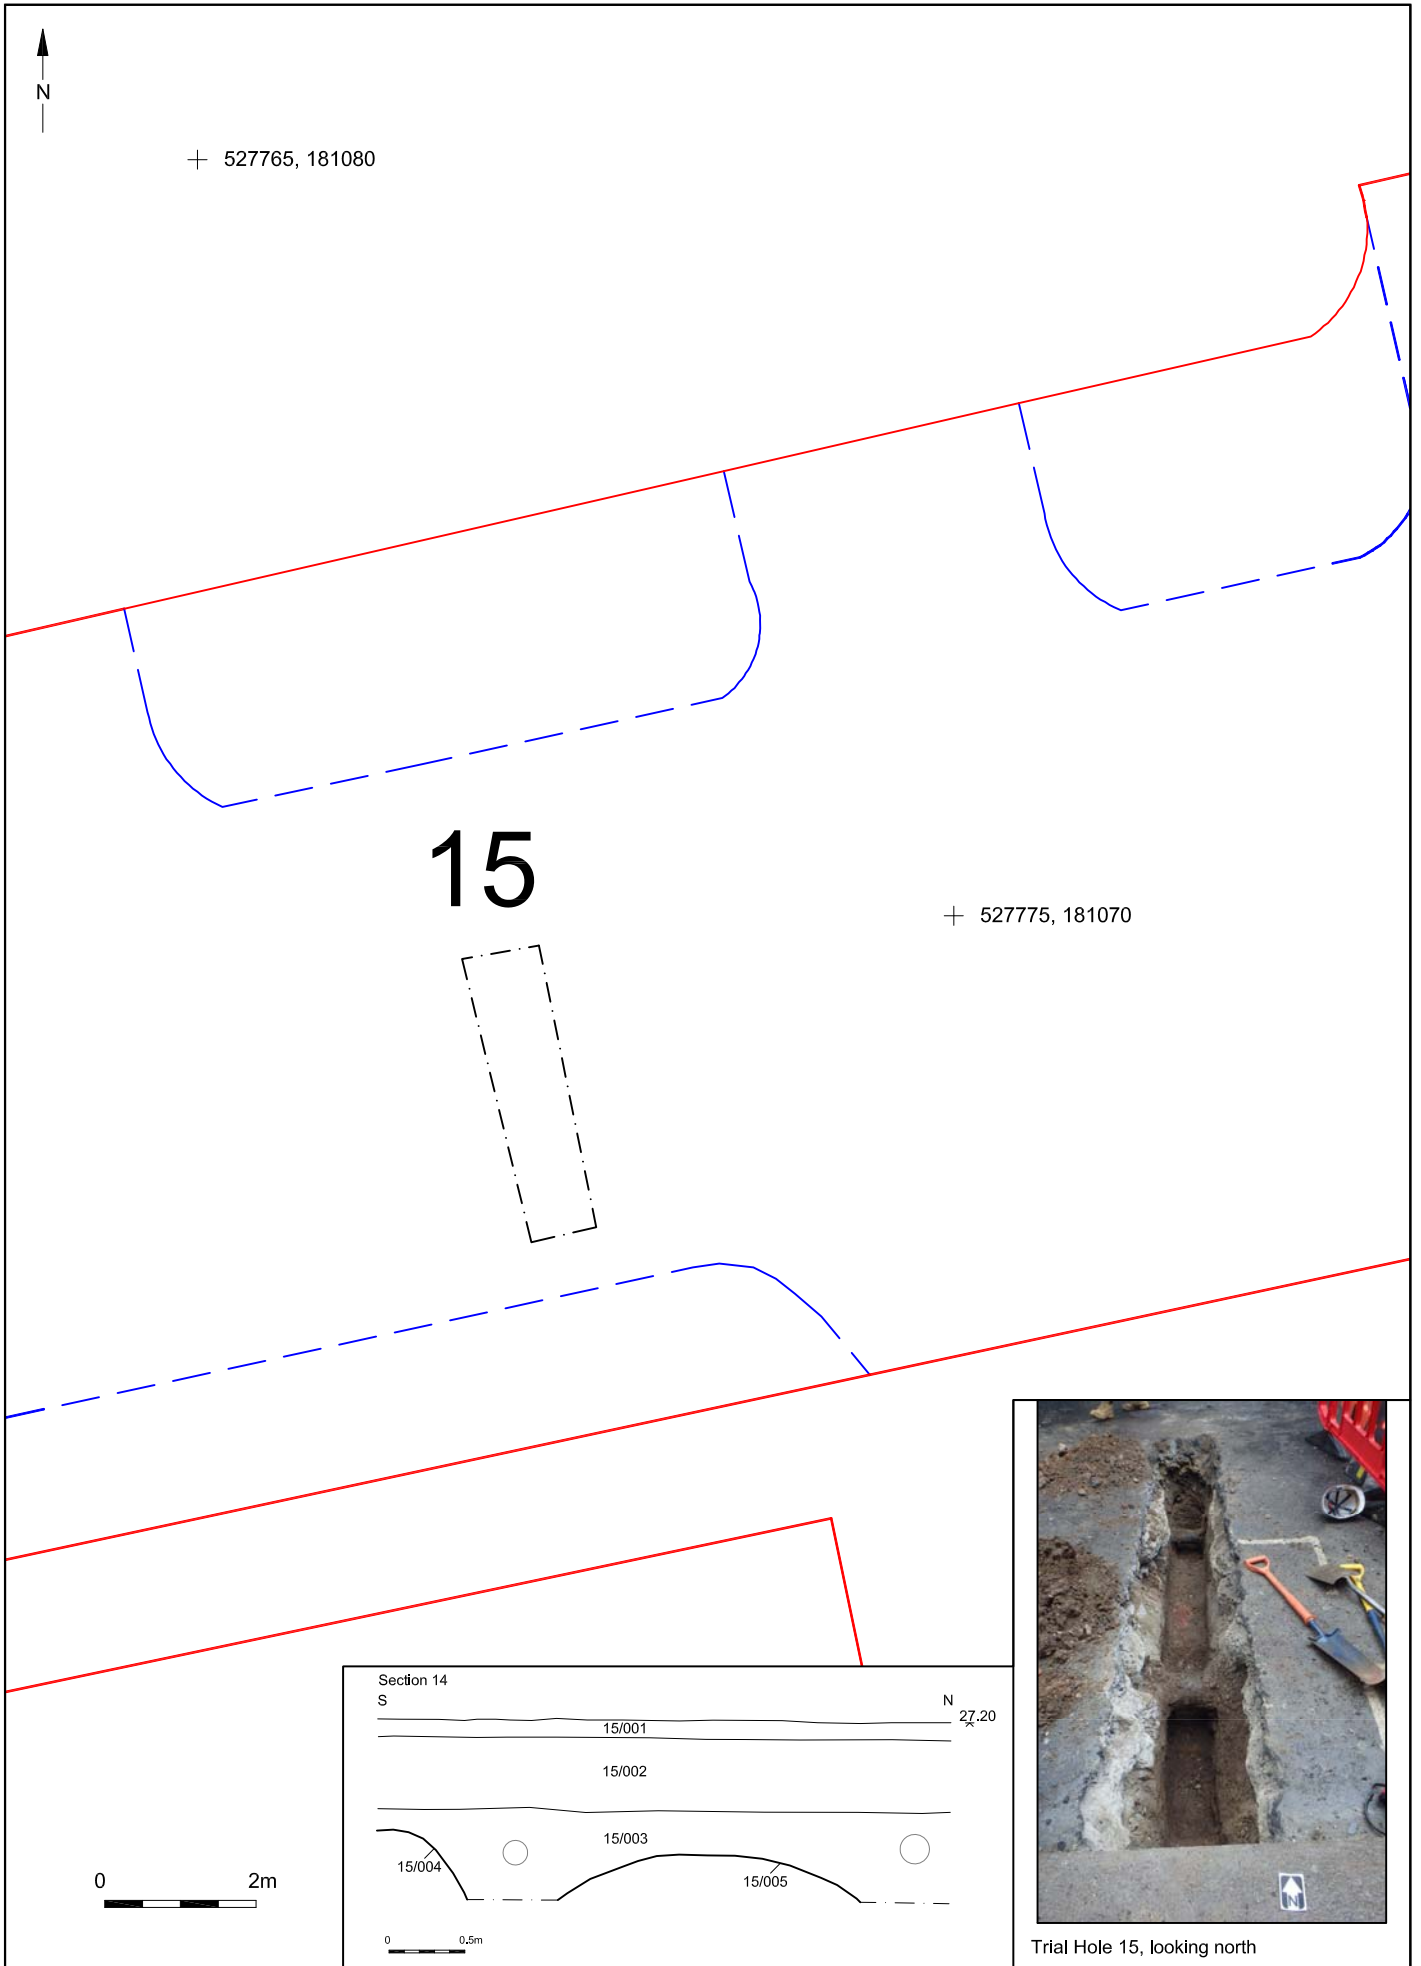 N
527765, 181080
15
527775, 181070
Section 14
S
N
27.20
15/001
15/002
15/003
15/004
15/005
0 0.5m
0 2m
N
Trial Hole 15, looking north